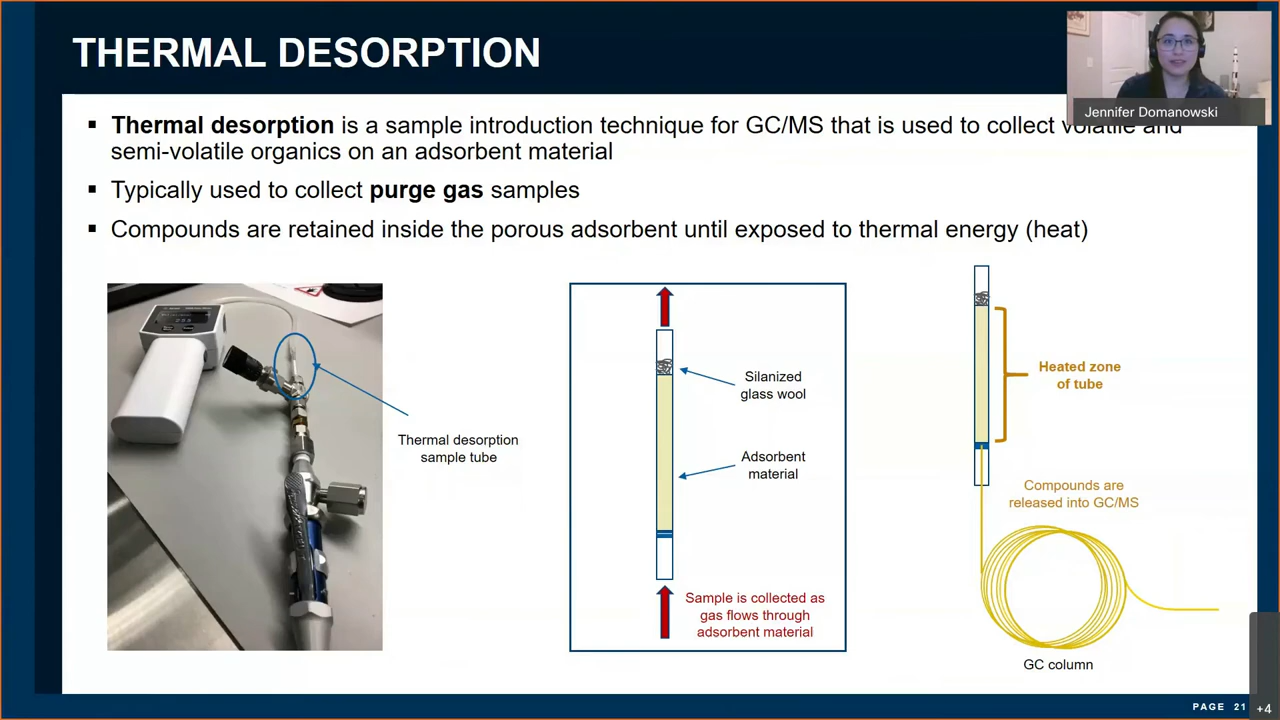 THERMAL DESORPTION
Jennifer Domanowski
▪ Thermal desorption is a sample introduction technique for GC/MS that is used to collect volatile and
semi-volatile organics on an adsorbent material
▪ Typically used to collect purge gas samples
▪ Compounds are retained inside the porous adsorbent until exposed to thermal energy (heat)
Thermal desorption
sample tube
Silanized
glass wool
Adsorbent
material
Sample is collected as
gas flows through
adsorbent material
Heated zone
of tube
Compounds are
released into GC/MS
GC column
PAGE 21
+4